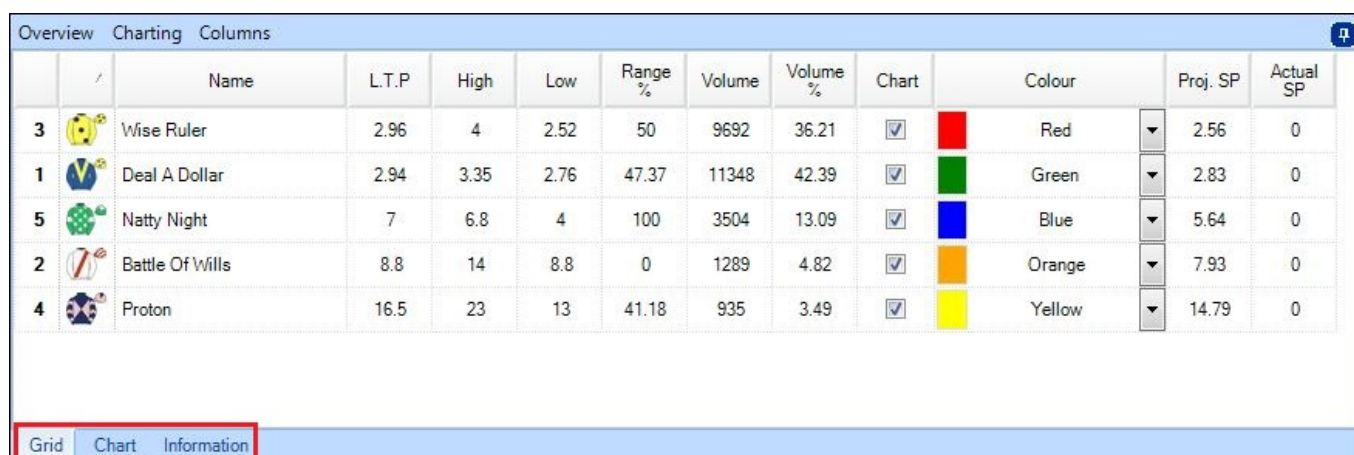 Overview Charting Columns
Name L.T.P High Low Range % Volume Volume % Chart Colour Proj. SP Actual SP
3 Wise Ruler 2.96 4 2.52 50 9692 36.21 Red 2.56 0
1 Deal A Dollar 2.94 3.35 2.76 47.37 11348 42.39 Green 2.83 0
5 Natty Night 7 6.8 4 100 3504 13.09 Blue 5.64 0
2 Battle Of Wills 8.8 14 8.8 0 1289 4.82 Orange 7.93 0
4 Proton 16.5 23 13 41.18 935 3.49 Yellow 14.79 0
Grid Chart Information